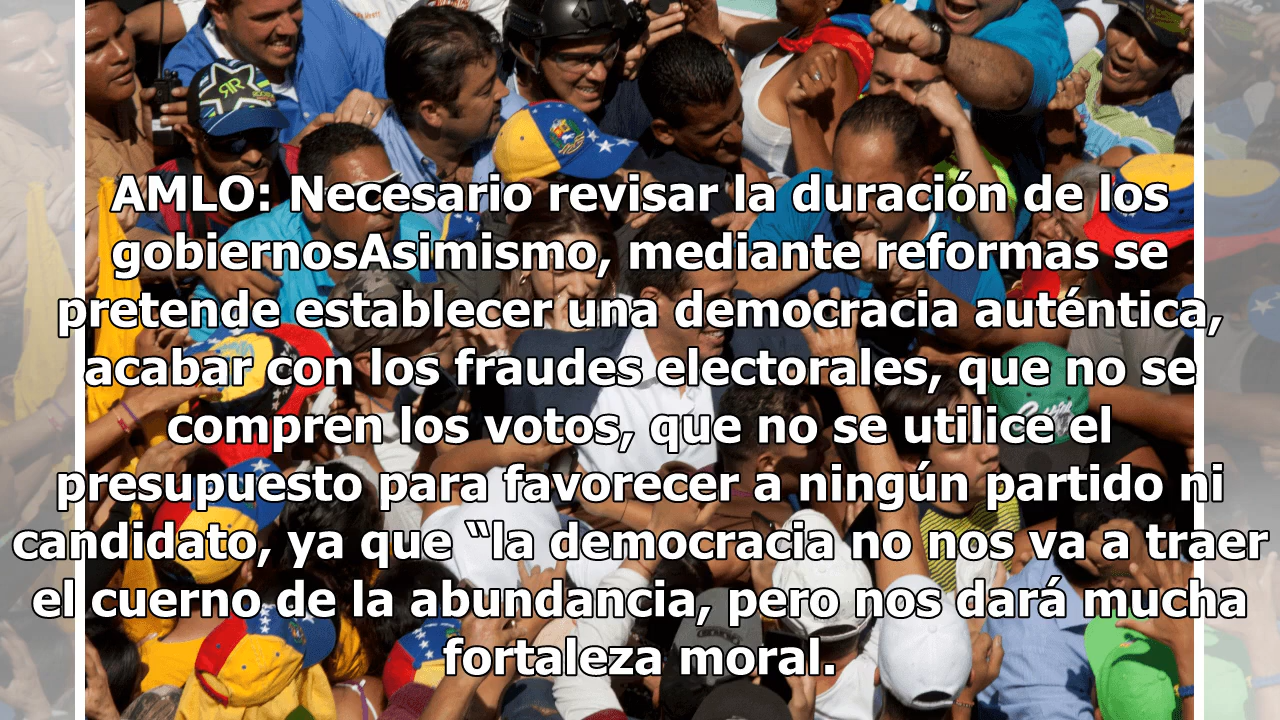 AMLO: Necesario revisar la duración de los
gobiernosAsimismo, mediante reformas se
pretende establecer una democracia auténtica,
acabar con los fraudes electorales, que no se
compren los votos, que no se utilice el
presupuesto para favorecer a ningún partido ni
candidato, ya que “la democracia no nos va a traer
el cuerno de la abundancia, pero nos dará mucha
fortaleza moral.